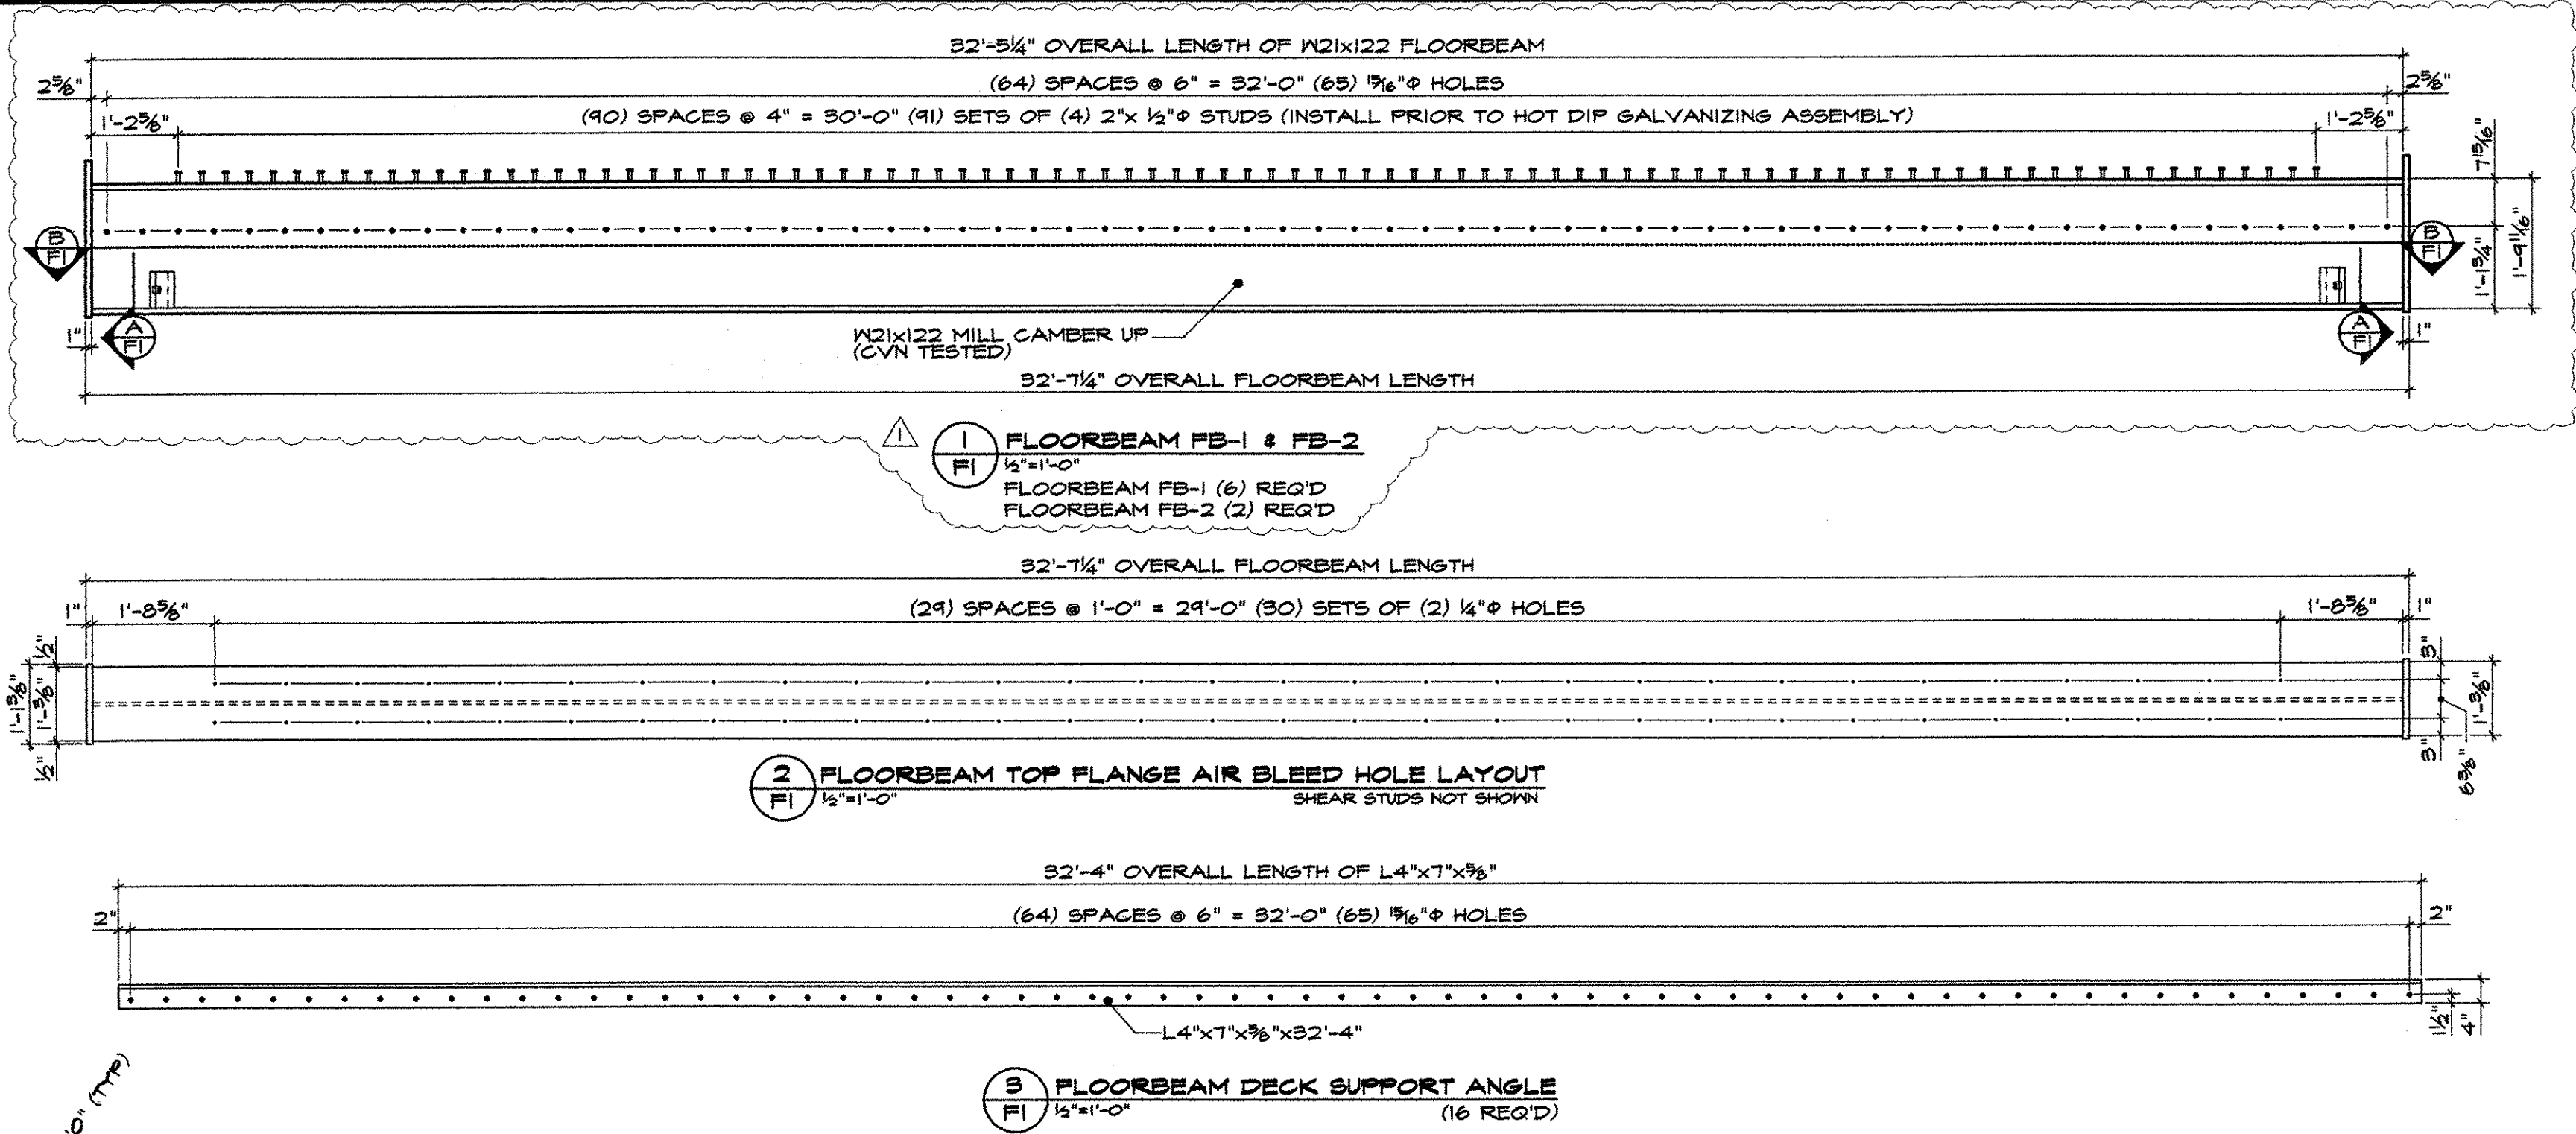 32'-5¼" OVERALL LENGTH OF W21x122 FLOORBEAM
2⅝"
(64) SPACES @ 6" = 32'-0" (65) 15/16"Φ HOLES
2⅝"
1'-2⅝"
(90) SPACES @ 4" = 30'-0" (91) SETS OF (4) 2"x ½"Φ STUDS (INSTALL PRIOR TO HOT DIP GALVANIZING ASSEMBLY)
1'-2⅝"
7 15/16"
1'-1¾"
1'-9 11/16"
B
F1
B
F1
A
F1
A
F1
1"
1"
W21x122 MILL CAMBER UP
(CVN TESTED)
32'-7¼" OVERALL FLOORBEAM LENGTH
1
1
F1
FLOORBEAM FB-1 & FB-2
½"=1'-0"
FLOORBEAM FB-1 (6) REQ'D
FLOORBEAM FB-2 (2) REQ'D
32'-7¼" OVERALL FLOORBEAM LENGTH
1"
1'-8⅝"
(29) SPACES @ 1'-0" = 29'-0" (30) SETS OF (2) ¼"Φ HOLES
1'-8⅝"
1"
½"
1'-1⅜"
1'-⅜"
½"
3"
1'-⅜"
3"
6⅜"
2
F1
FLOORBEAM TOP FLANGE AIR BLEED HOLE LAYOUT
½"=1'-0"
SHEAR STUDS NOT SHOWN
32'-4" OVERALL LENGTH OF L4"x7"x⅝"
2"
(64) SPACES @ 6" = 32'-0" (65) 15/16"Φ HOLES
2"
1½"
4"
L4"x7"x⅝"x32'-4"
3
F1
FLOORBEAM DECK SUPPORT ANGLE
½"=1'-0"
(16 REQ'D)
0" (TYP)